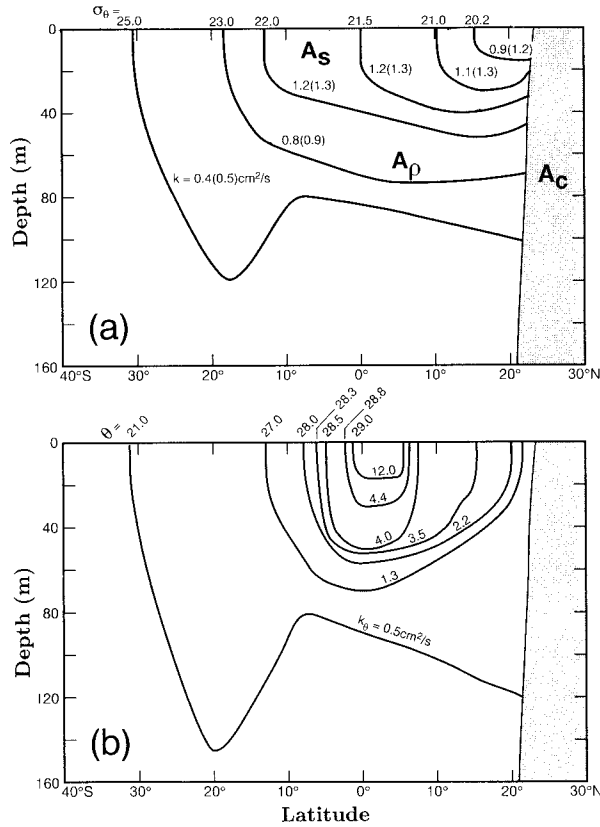 σθ = 25.0 23.0 22.0 21.5 21.0 20.2
0
40
80
120
160
Depth (m)
As
0.9(1.2)
1.2(1.3)
1.2(1.3)
1.1(1.3)
0.8(0.9)
Aρ
k = 0.4(0.5)cm²/s
Ac
(a)
40°S 30° 20° 10° 0° 10° 20° 30°N
θ = 21.0 27.0 28.0 28.3 28.5 28.8 29.0
0
40
80
120
160
Depth (m)
12.0
4.4
4.0
3.5
2.2
1.3
kθ = 0.5cm²/s
(b)
40°S 30° 20° 10° 0° 10° 20° 30°N
Latitude